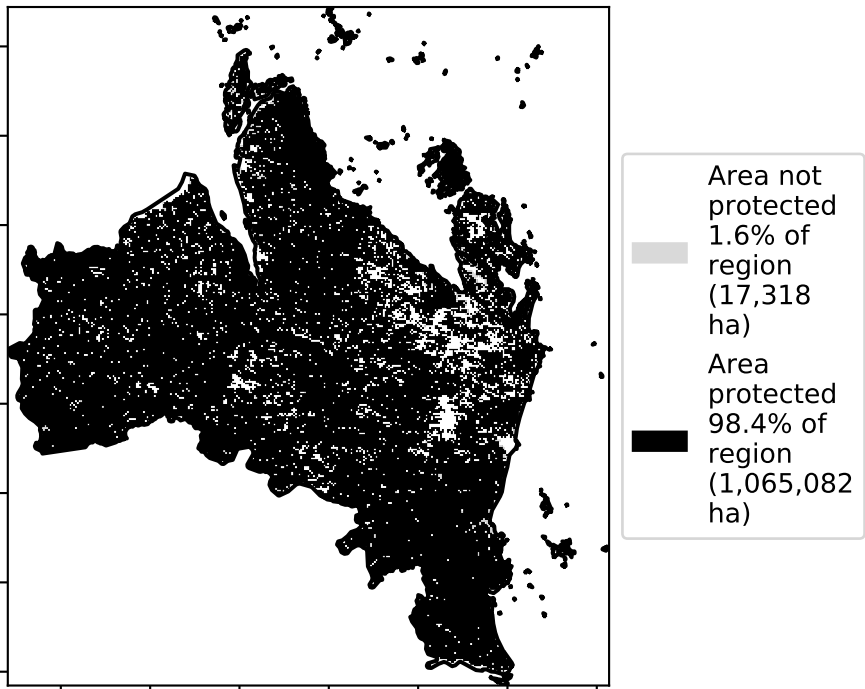 Area not
protected
1.6% of
region
(17,318
ha)
Area
protected
98.4% of
region
(1,065,082
ha)